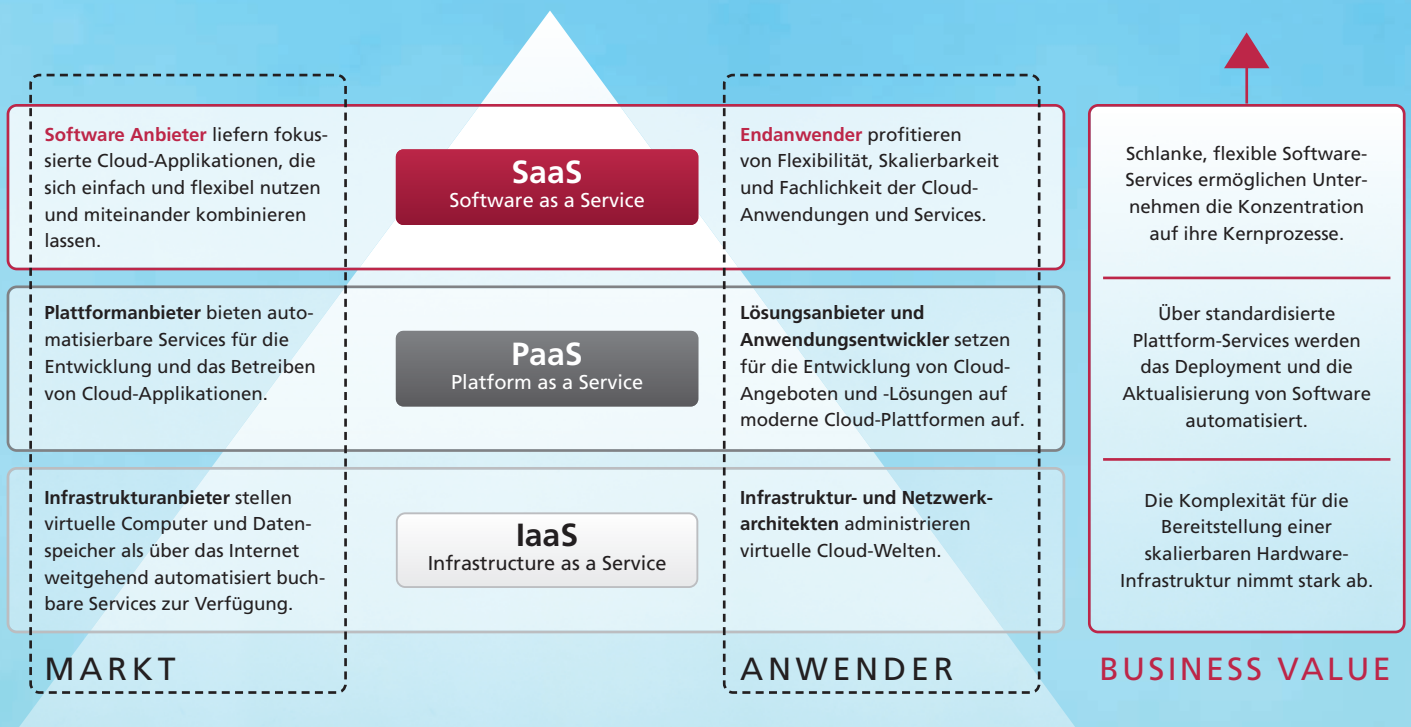 Software Anbieter liefern fokus-
sierte Cloud-Applikationen, die
sich einfach und flexibel nutzen
und miteinander kombinieren
lassen.
SaaS
Software as a Service
Endanwender profitieren
von Flexibilität, Skalierbarkeit
und Fachlichkeit der Cloud-
Anwendungen und Services.
Schlanke, flexible Software-
Services ermöglichen Unter-
nehmen die Konzentration
auf ihre Kernprozesse.
Plattformanbieter bieten auto-
matisierbare Services für die
Entwicklung und das Betreiben
von Cloud-Applikationen.
PaaS
Platform as a Service
Lösungsanbieter und
Anwendungsentwickler setzen
für die Entwicklung von Cloud-
Angeboten und -Lösungen auf
moderne Cloud-Plattformen auf.
Über standardisierte
Plattform-Services werden
das Deployment und die
Aktualisierung von Software
automatisiert.
Infrastrukturanbieter stellen
virtuelle Computer und Daten-
speicher als über das Internet
weitgehend automatisiert buch-
bare Services zur Verfügung.
IaaS
Infrastructure as a Service
Infrastruktur- und Netzwerk-
architekten administrieren
virtuelle Cloud-Welten.
Die Komplexität für die
Bereitstellung einer
skalierbaren Hardware-
Infrastruktur nimmt stark ab.
MARKT
ANWENDER
BUSINESS VALUE